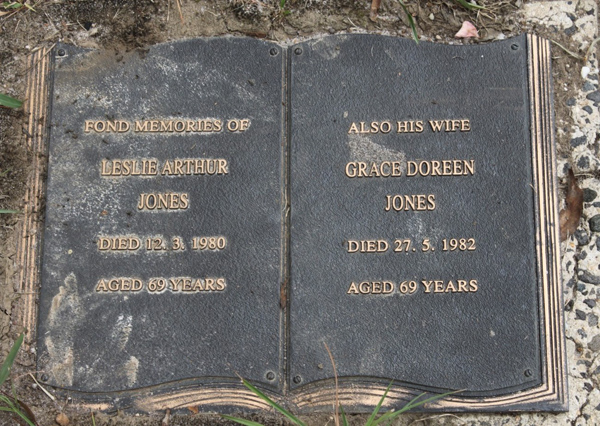 FOND MEMORIES OF
LESLIE ARTHUR
JONES
DIED 12. 3. 1980
AGED 69 YEARS
ALSO HIS WIFE
GRACE DOREEN
JONES
DIED 27. 5. 1982
AGED 69 YEARS